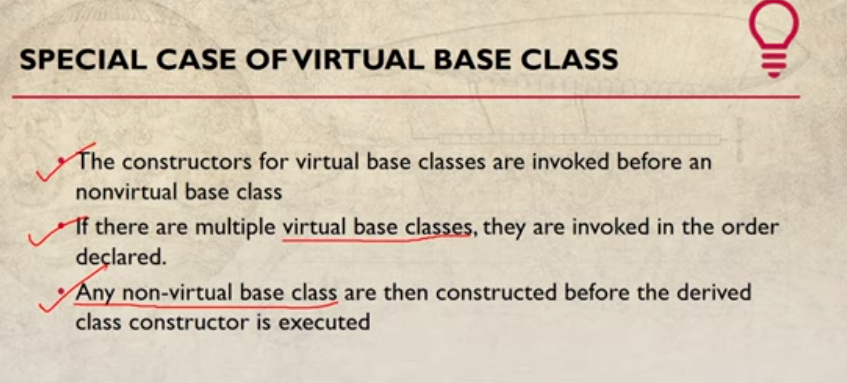 SPECIAL CASE OF VIRTUAL BASE CLASS
• The constructors for virtual base classes are invoked before an
nonvirtual base class
• If there are multiple virtual base classes, they are invoked in the order
declared.
• Any non-virtual base class are then constructed before the derived
class constructor is executed